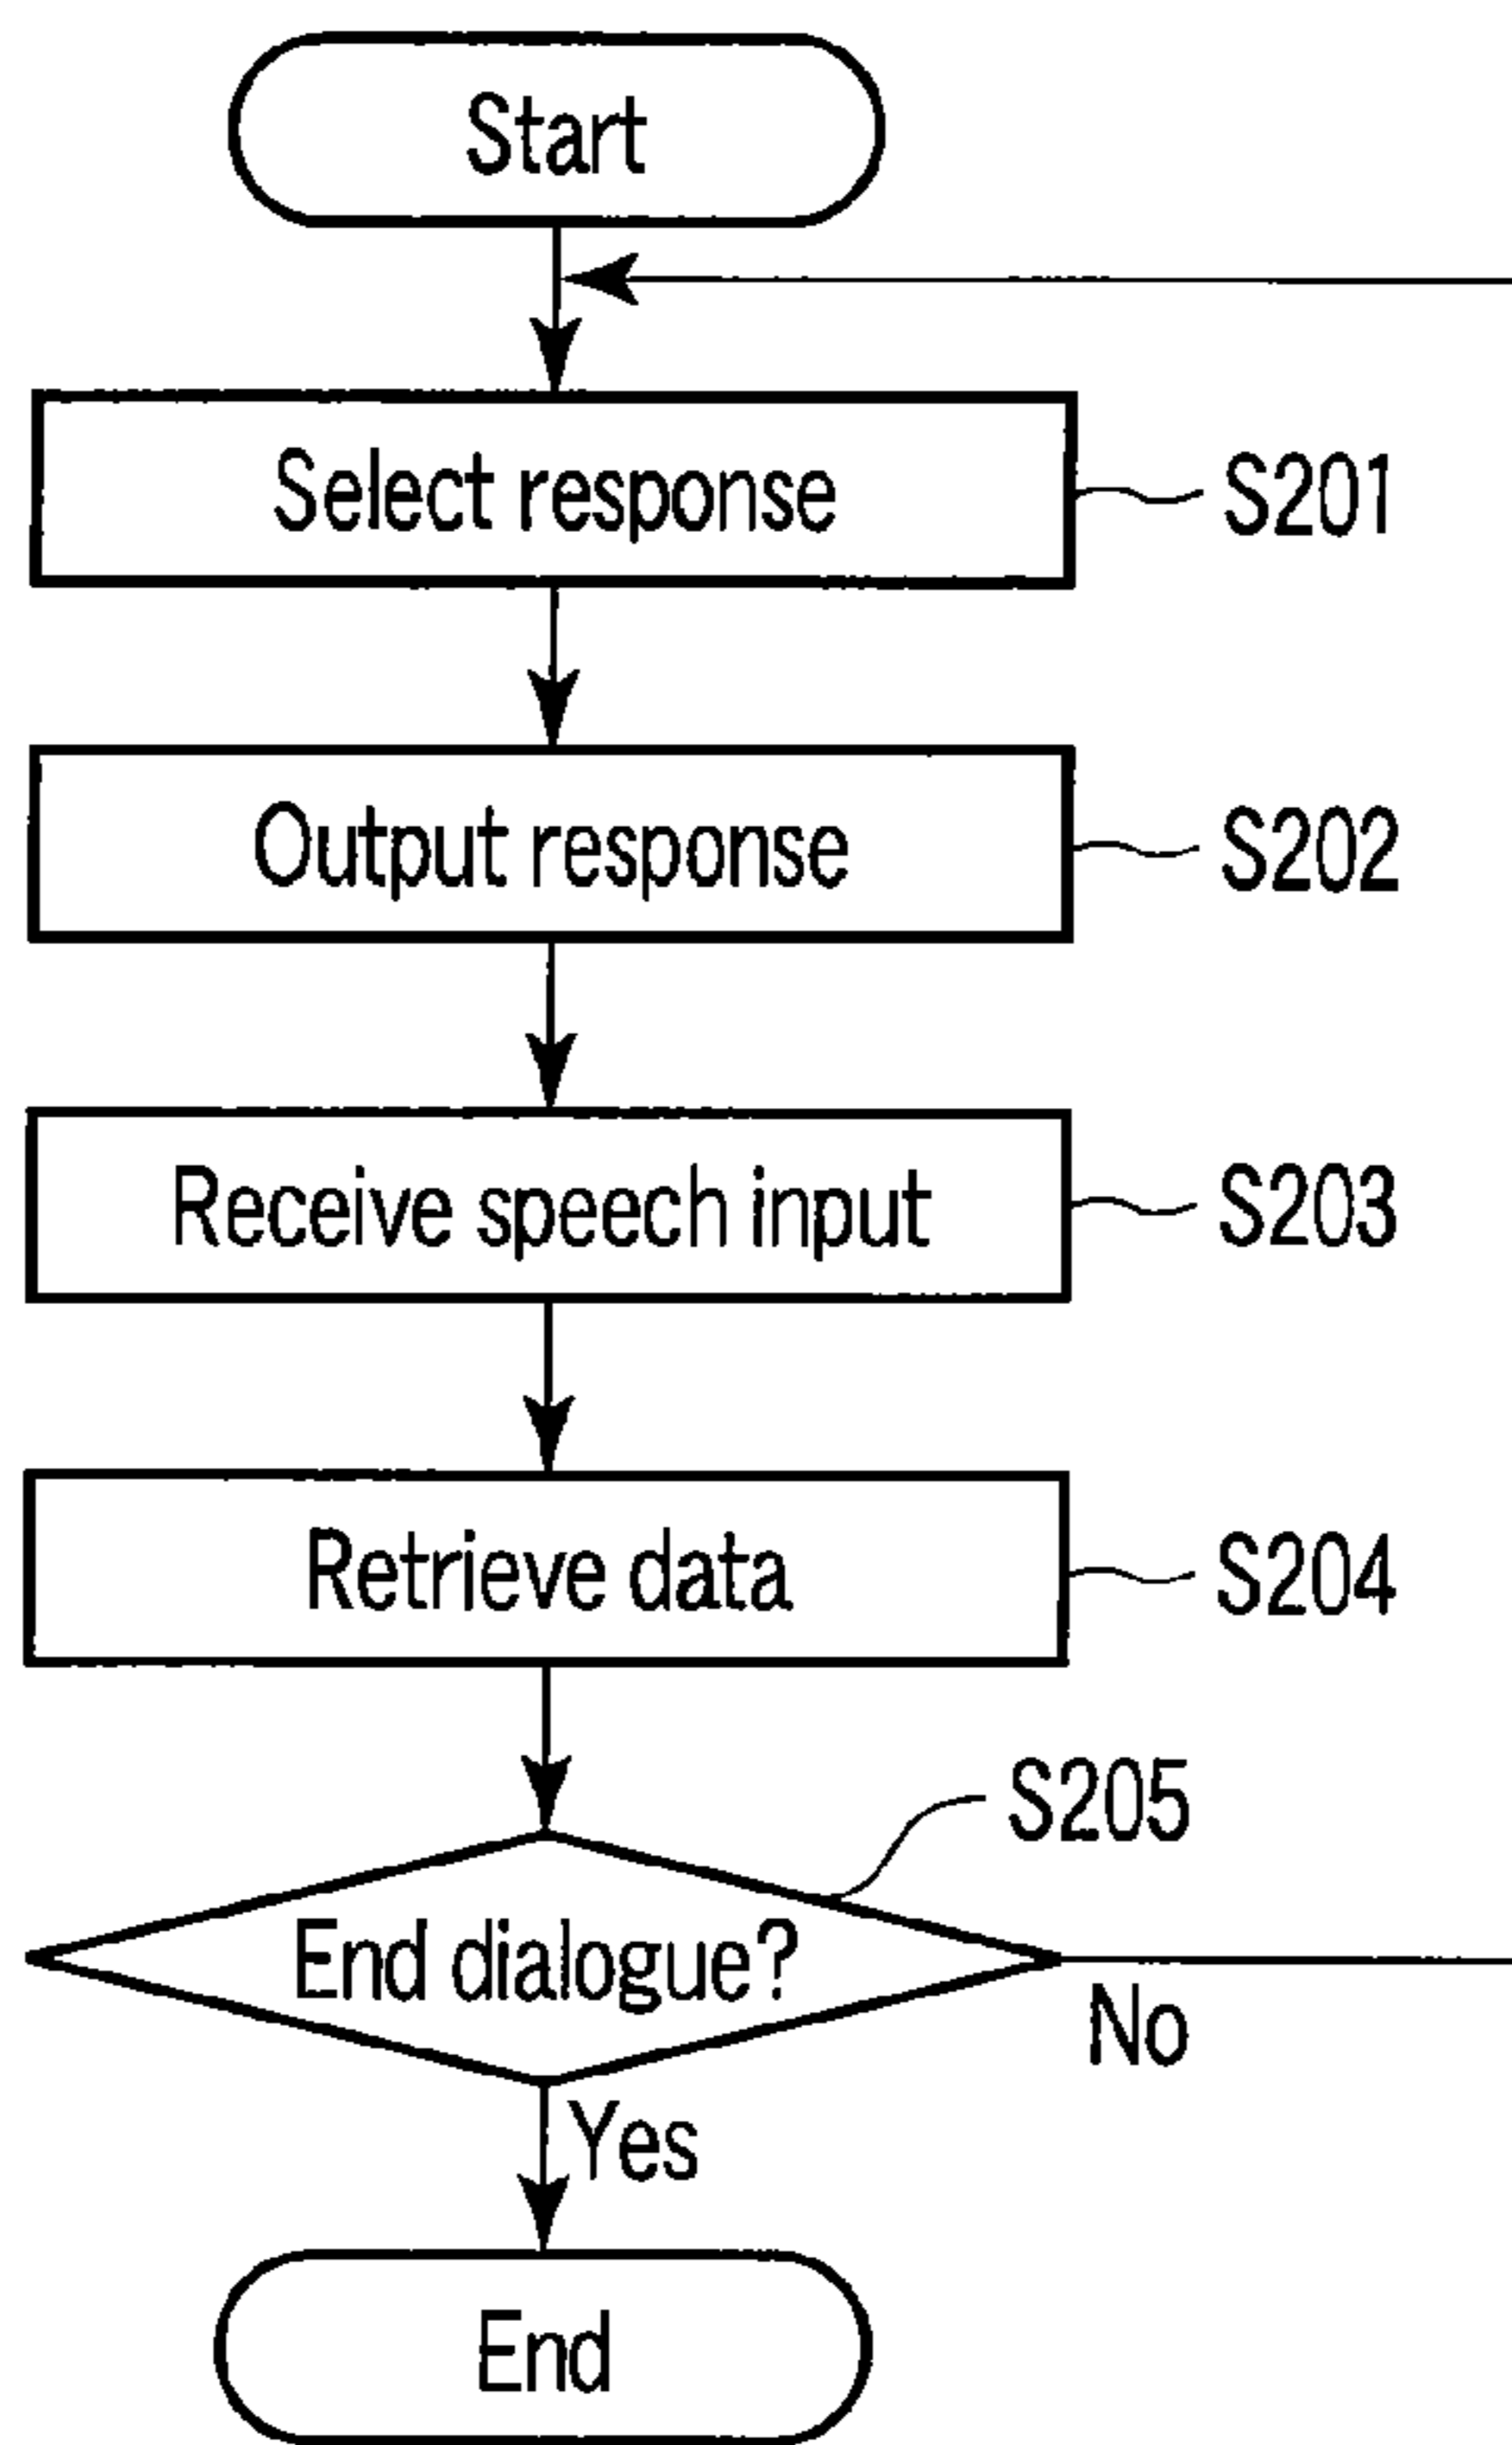 Start
Select response
S201
Output response
S202
Receive speech input
S203
Retrieve data
S204
S205
End dialogue?
No
Yes
End